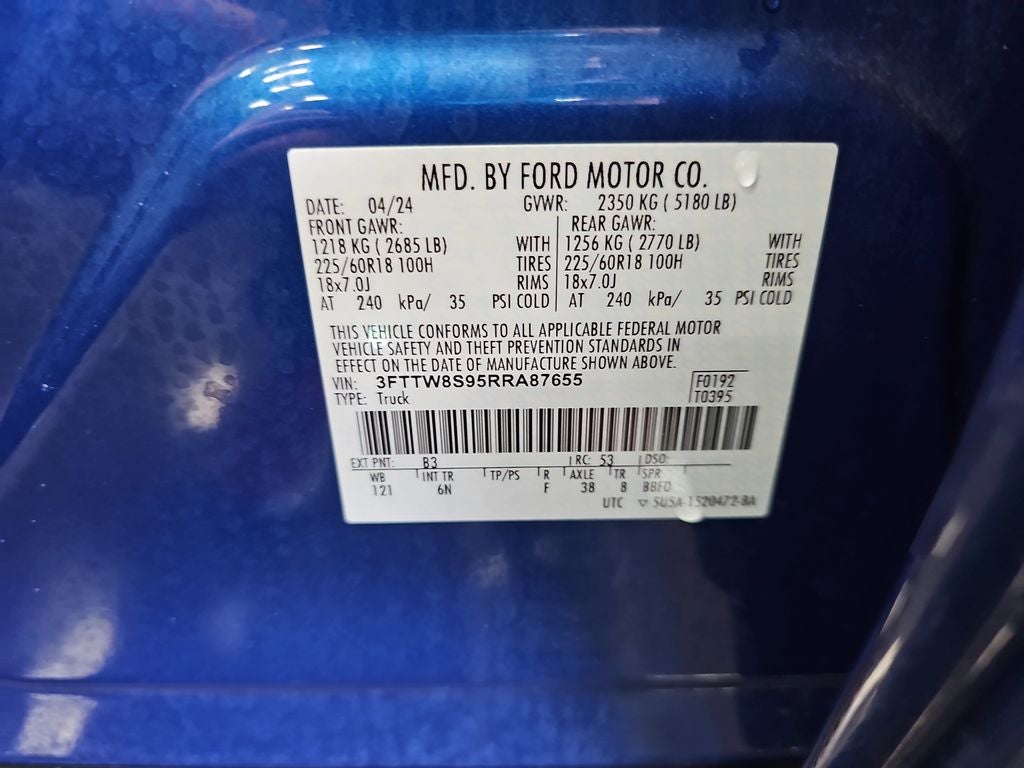 MFD. BY FORD MOTOR CO.
DATE: 04/24 GVWR: 2350 KG ( 5180 LB)
FRONT GAWR: REAR GAWR:
1218 KG ( 2685 LB) WITH 1256 KG ( 2770 LB) WITH
225/60R18 100H TIRES 225/60R18 100H TIRES
18x7.0J RIMS 18x7.0J RIMS
AT 240 kPa/ 35 PSI COLD AT 240 kPa/ 35 PSI COLD
THIS VEHICLE CONFORMS TO ALL APPLICABLE FEDERAL MOTOR
VEHICLE SAFETY AND THEFT PREVENTION STANDARDS IN
EFFECT ON THE DATE OF MANUFACTURE SHOWN ABOVE.
VIN: 3FTTW8S95RRA87655 F0192
TYPE: Truck T0395
EXT PNT: B3 RC: 53 DSO:
WB INT TR TP/PS R AXLE TR SPR
121 6N F 38 8 BBFD
UTC ▽ 5U5A-1520472-BA